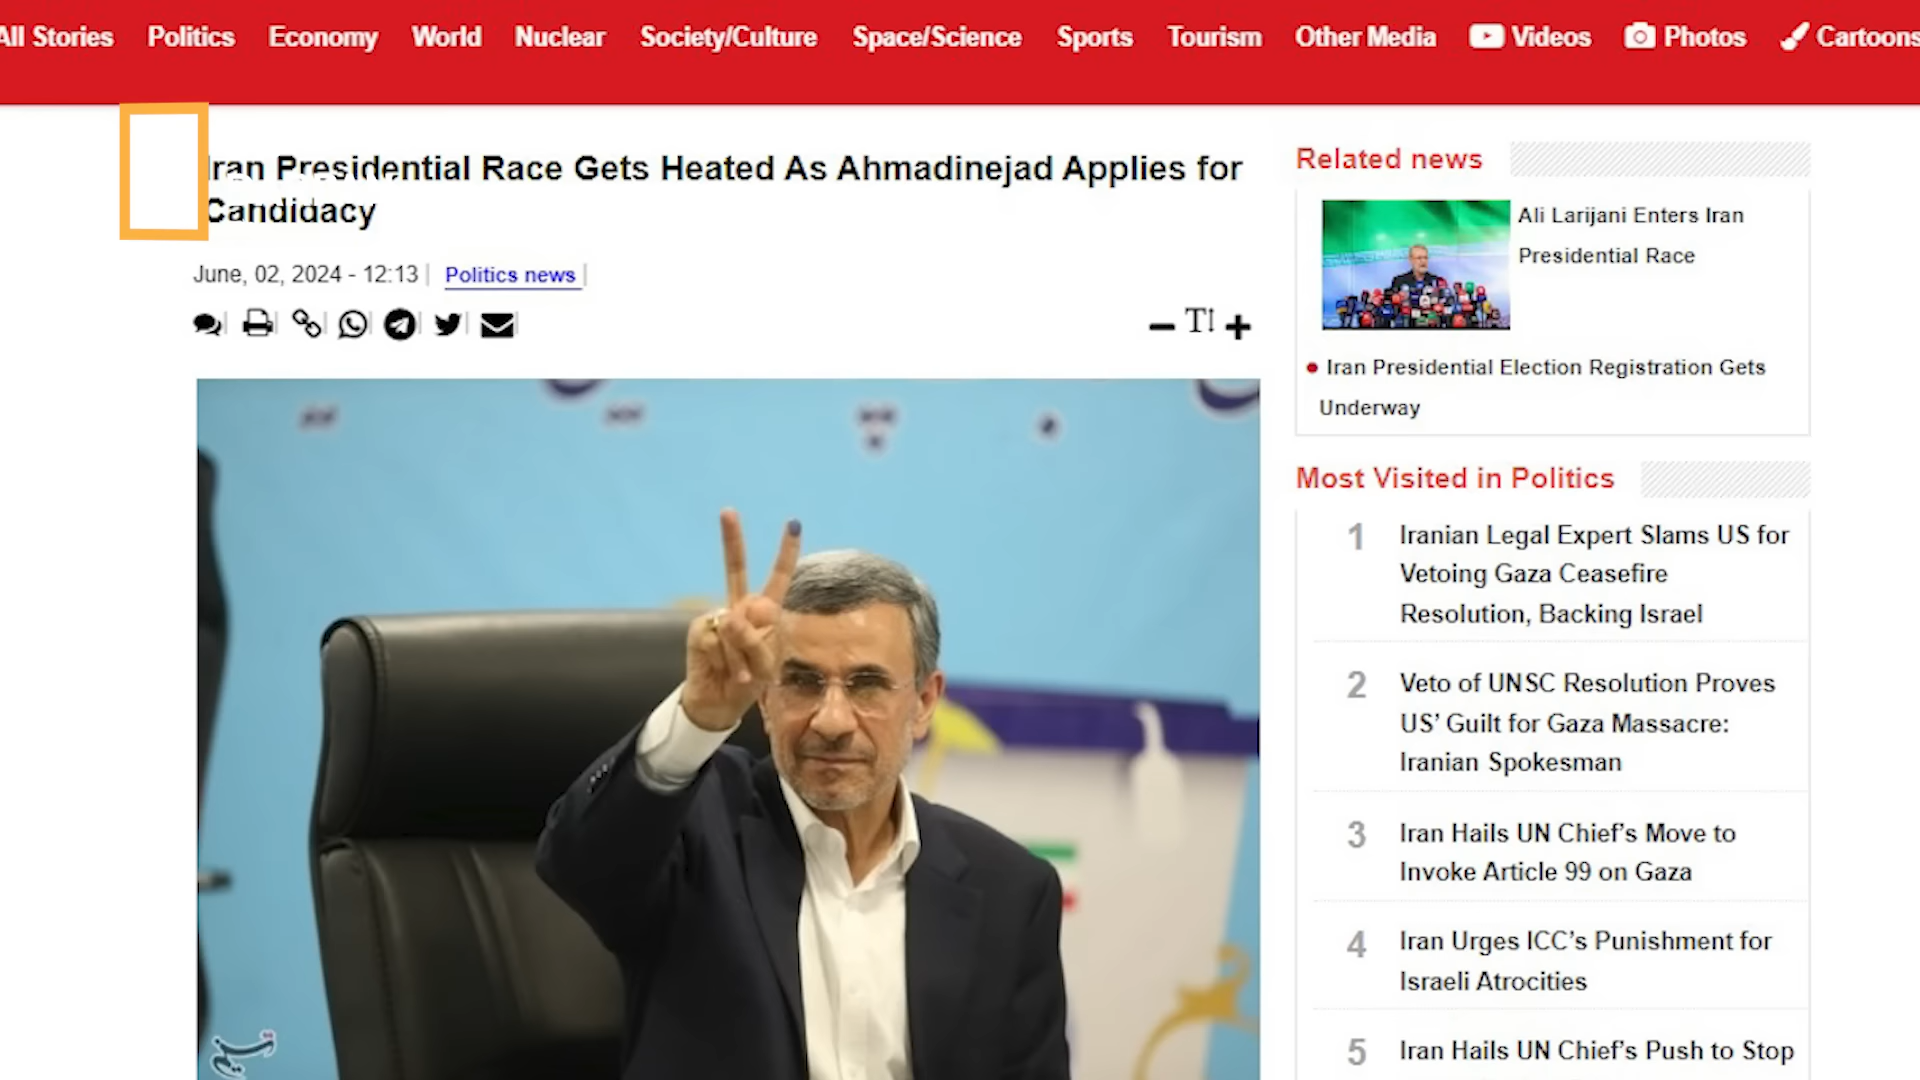 All Stories Politics Economy World Nuclear Society/Culture Space/Science Sports Tourism Other Media Videos Photos Cartoons
Iran Presidential Race Gets Heated As Ahmadinejad Applies for
Candidacy
June, 02, 2024 - 12:13 Politics news
T
Related news
Ali Larijani Enters Iran
Presidential Race
Iran Presidential Election Registration Gets
Underway
Most Visited in Politics
1 Iranian Legal Expert Slams US for
Vetoing Gaza Ceasefire
Resolution, Backing Israel
2 Veto of UNSC Resolution Proves
US’ Guilt for Gaza Massacre:
Iranian Spokesman
3 Iran Hails UN Chief’s Move to
Invoke Article 99 on Gaza
4 Iran Urges ICC’s Punishment for
Israeli Atrocities
5 Iran Hails UN Chief’s Push to Stop
تسنیم